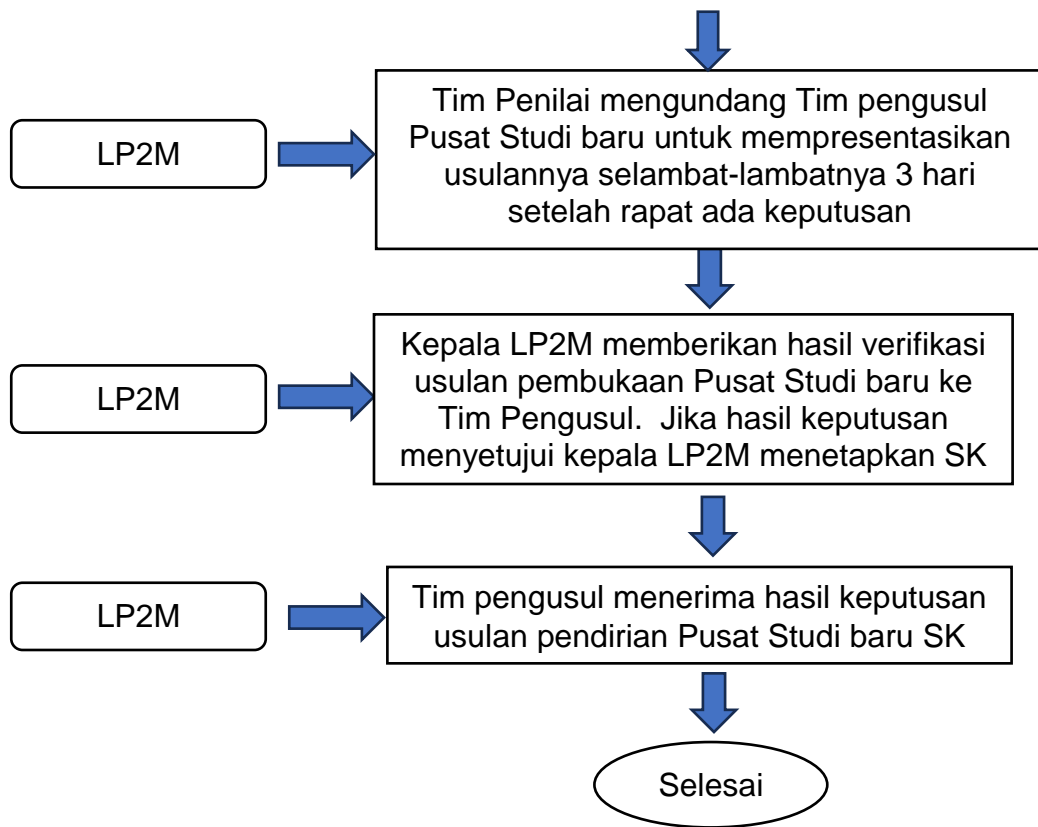 LP2M
Tim Penilai mengundang Tim pengusul
Pusat Studi baru untuk mempresentasikan
usulannya selambat-lambatnya 3 hari
setelah rapat ada keputusan
LP2M
Kepala LP2M memberikan hasil verifikasi
usulan pembukaan Pusat Studi baru ke
Tim Pengusul.  Jika hasil keputusan
menyetujui kepala LP2M menetapkan SK
LP2M
Tim pengusul menerima hasil keputusan
usulan pendirian Pusat Studi baru SK
Selesai